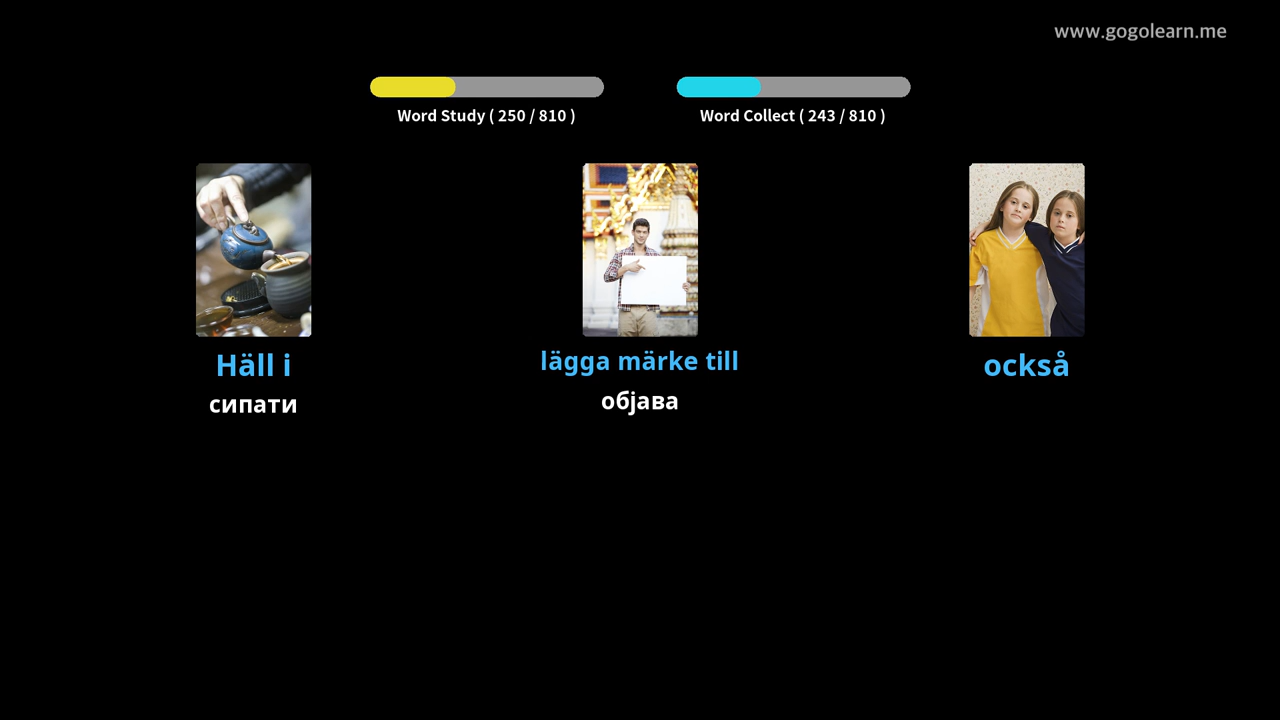 www.gogolearn.me
Word Study ( 250 / 810 )
Word Collect ( 243 / 810 )
Häll i
lägga märke till
också
сипати
објава